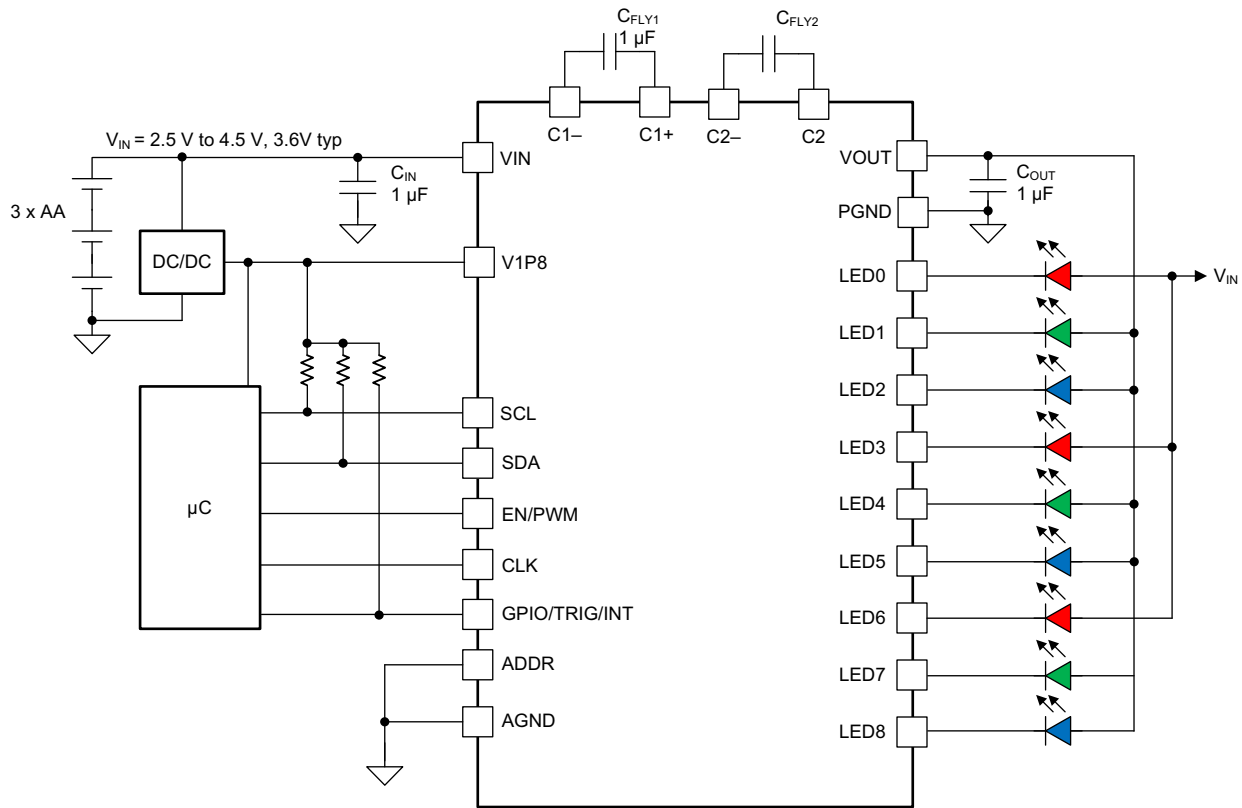 C_FLY1
1 µF
C_FLY2
C1–
C1+
C2–
C2
V_IN = 2.5 V to 4.5 V, 3.6V typ
VIN
C_IN
1 µF
3 x AA
DC/DC
V1P8
µC
SCL
SDA
EN/PWM
CLK
GPIO/TRIG/INT
ADDR
AGND
VOUT
C_OUT
1 µF
PGND
LED0
V_IN
LED1
LED2
LED3
LED4
LED5
LED6
LED7
LED8